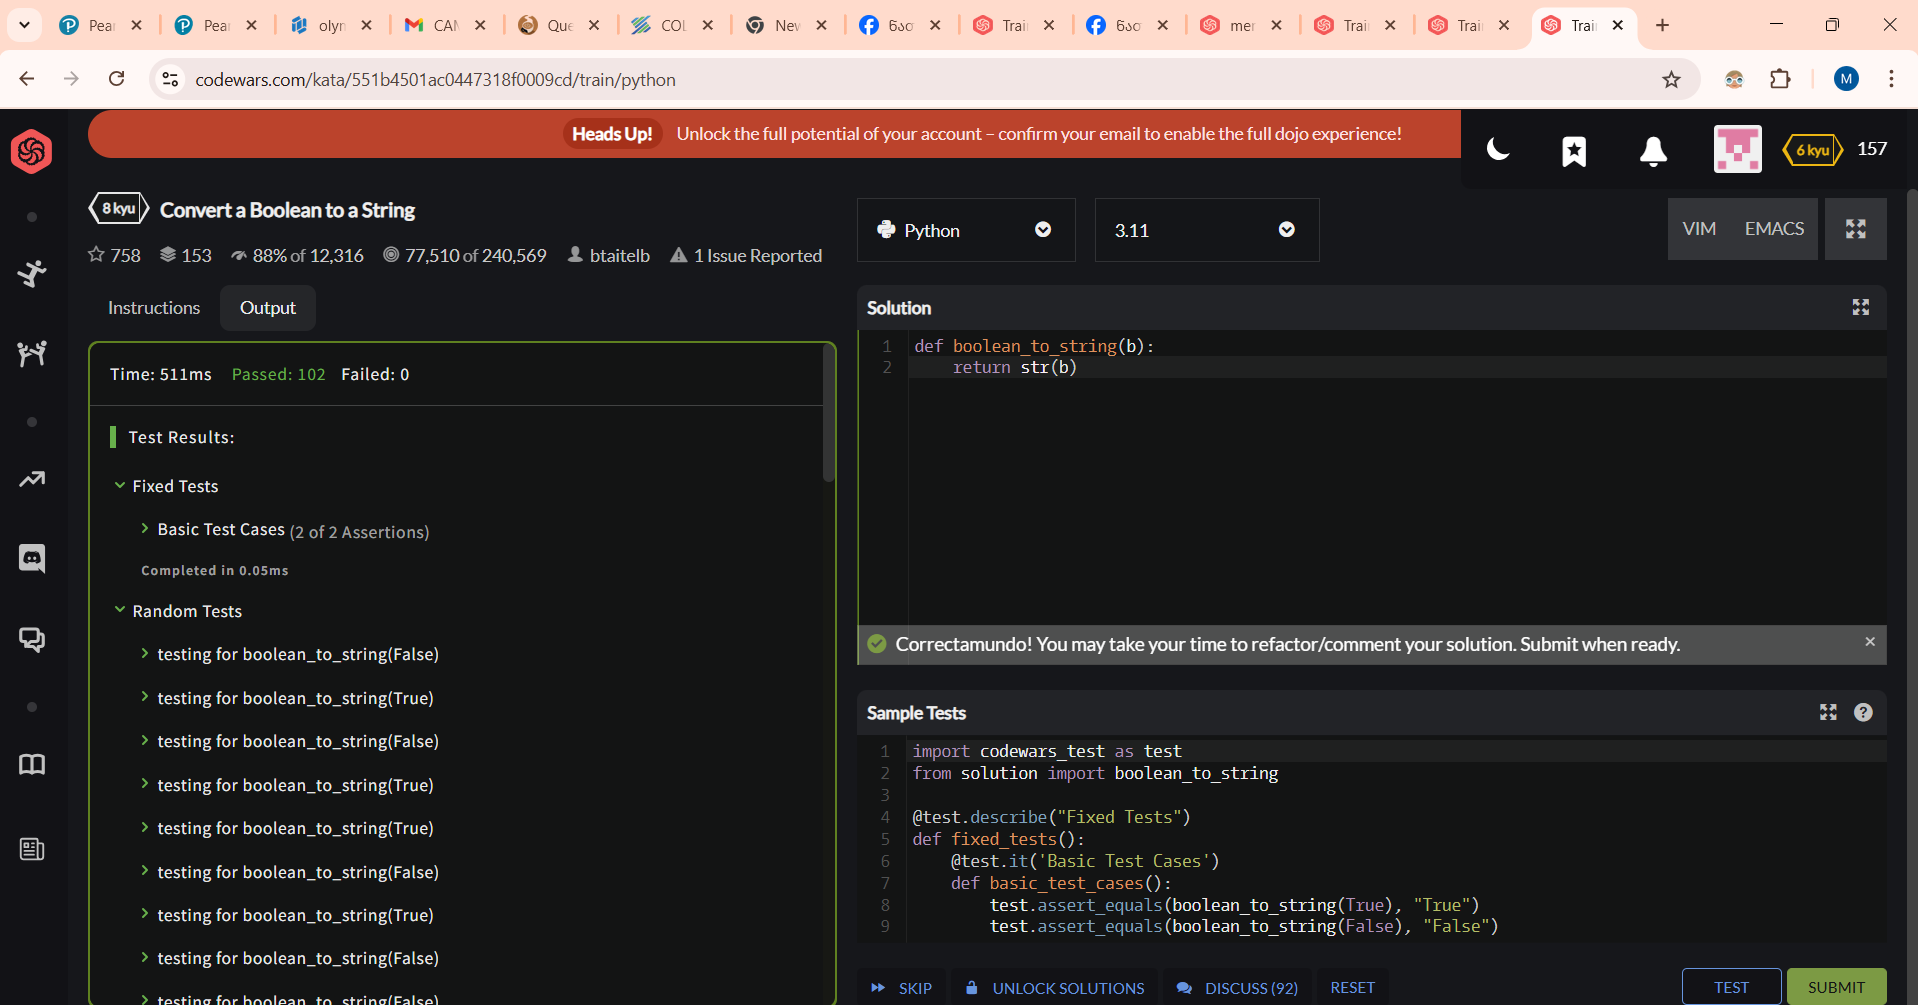 Pear
Pear
olyn
CAN
Que
COL
Nev
ნაო
Trai
ნაო
mer
Trai
Trai
Trai
codewars.com/kata/551b4501ac0447318f0009cd/train/python
M
Heads Up! Unlock the full potential of your account – confirm your email to enable the full dojo experience!
6 kyu 157
8 kyu Convert a Boolean to a String
758 153 88% of 12,316 77,510 of 240,569 btaitelb 1 Issue Reported
Instructions Output
Time: 511ms Passed: 102 Failed: 0
Test Results:
Fixed Tests
Basic Test Cases (2 of 2 Assertions)
Completed in 0.05ms
Random Tests
testing for boolean_to_string(False)
testing for boolean_to_string(True)
testing for boolean_to_string(False)
testing for boolean_to_string(True)
testing for boolean_to_string(True)
testing for boolean_to_string(False)
testing for boolean_to_string(True)
testing for boolean_to_string(False)
testing for boolean_to_string(False)
Python 3.11 VIM EMACS
Solution
1 def boolean_to_string(b):
2 return str(b)
Correctamundo! You may take your time to refactor/comment your solution. Submit when ready.
Sample Tests
1 import codewars_test as test
2 from solution import boolean_to_string
3
4 @test.describe("Fixed Tests")
5 def fixed_tests():
6 @test.it('Basic Test Cases')
7 def basic_test_cases():
8 test.assert_equals(boolean_to_string(True), "True")
9 test.assert_equals(boolean_to_string(False), "False")
SKIP UNLOCK SOLUTIONS DISCUSS (92) RESET TEST SUBMIT